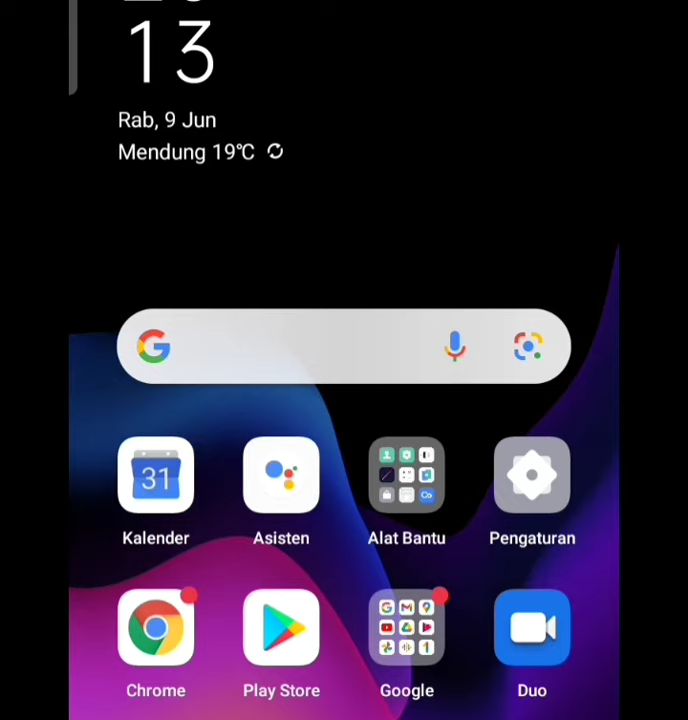 13
Rab, 9 Jun
Mendung 19°C
31
Kalender
Asisten
Alat Bantu
Pengaturan
Chrome
Play Store
Google
Duo